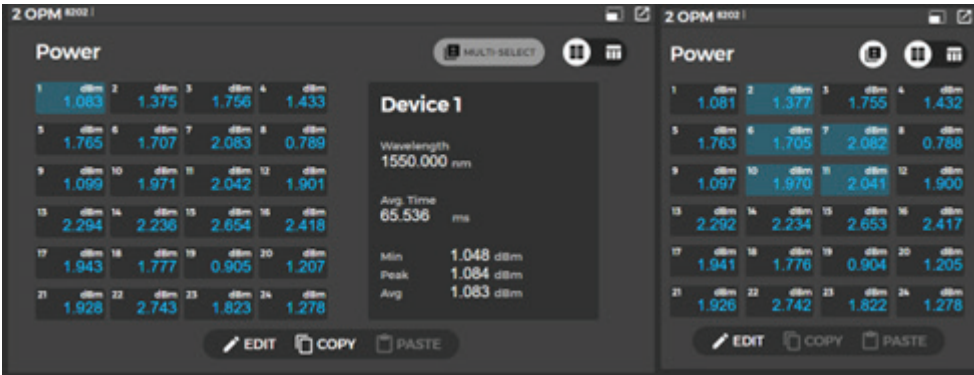 2 OPM 8202
Power
MULTI-SELECT
1 dBm 1.083 2 dBm 1.375 3 dBm 1.756 4 dBm 1.433
5 dBm 1.765 6 dBm 1.707 7 dBm 2.083 8 dBm 0.789
9 dBm 1.099 10 dBm 1.971 11 dBm 2.042 12 dBm 1.901
13 dBm 2.294 14 dBm 2.236 15 dBm 2.654 16 dBm 2.418
17 dBm 1.943 18 dBm 1.777 19 dBm 0.905 20 dBm 1.207
21 dBm 1.928 22 dBm 2.743 23 dBm 1.823 24 dBm 1.278
Device 1
Wavelength
1550.000 nm
Avg. Time
65.536 ms
Min 1.048 dBm
Peak 1.084 dBm
Avg 1.083 dBm
EDIT COPY PASTE
2 OPM 8202
Power
1 dBm 1.081 2 dBm 1.377 3 dBm 1.755 4 dBm 1.432
5 dBm 1.763 6 dBm 1.705 7 dBm 2.082 8 dBm 0.788
9 dBm 1.097 10 dBm 1.970 11 dBm 2.041 12 dBm 1.900
13 dBm 2.292 14 dBm 2.234 15 dBm 2.653 16 dBm 2.417
17 dBm 1.941 18 dBm 1.776 19 dBm 0.904 20 dBm 1.205
21 dBm 1.926 22 dBm 2.742 23 dBm 1.822 24 dBm 1.278
EDIT COPY PASTE